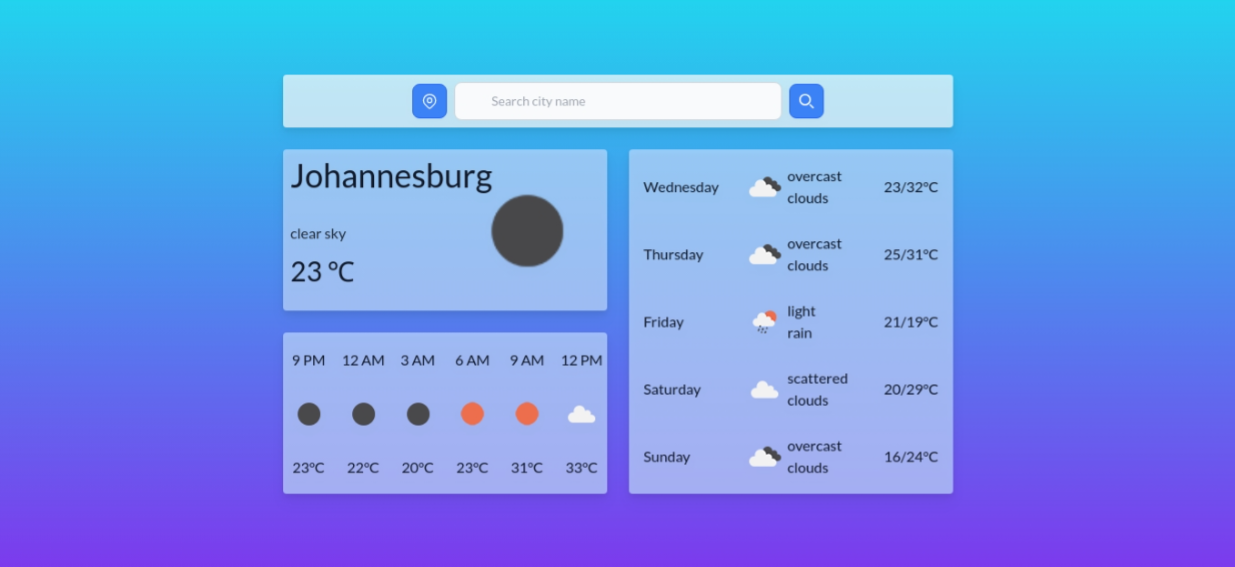 Search city name
Johannesburg
clear sky
23 °C
9 PM 12 AM 3 AM 6 AM 9 AM 12 PM
23°C 22°C 20°C 23°C 31°C 33°C
Wednesday overcast clouds 23/32°C
Thursday overcast clouds 25/31°C
Friday light rain 21/19°C
Saturday scattered clouds 20/29°C
Sunday overcast clouds 16/24°C